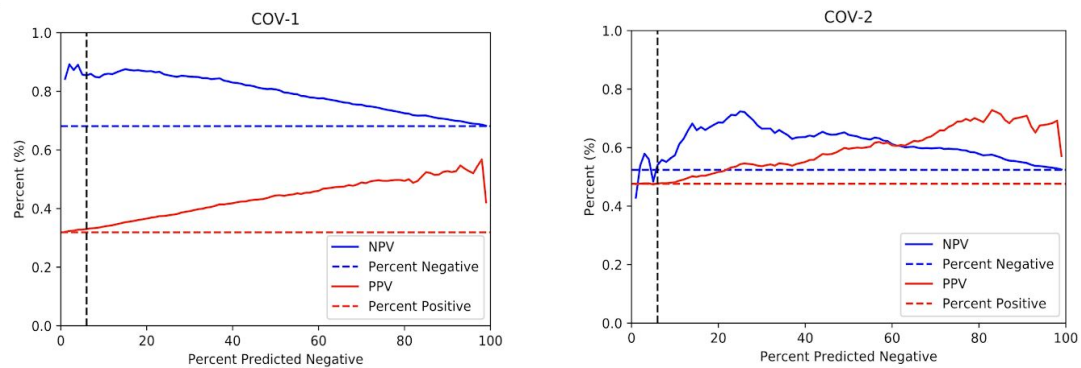 COV-1
Percent (%)
1.0
0.8
0.6
0.4
0.2
0.0
0
20
40
60
80
100
Percent Predicted Negative
NPV
Percent Negative
PPV
Percent Positive
COV-2
Percent (%)
1.0
0.8
0.6
0.4
0.2
0.0
0
20
40
60
80
100
Percent Predicted Negative
NPV
Percent Negative
PPV
Percent Positive